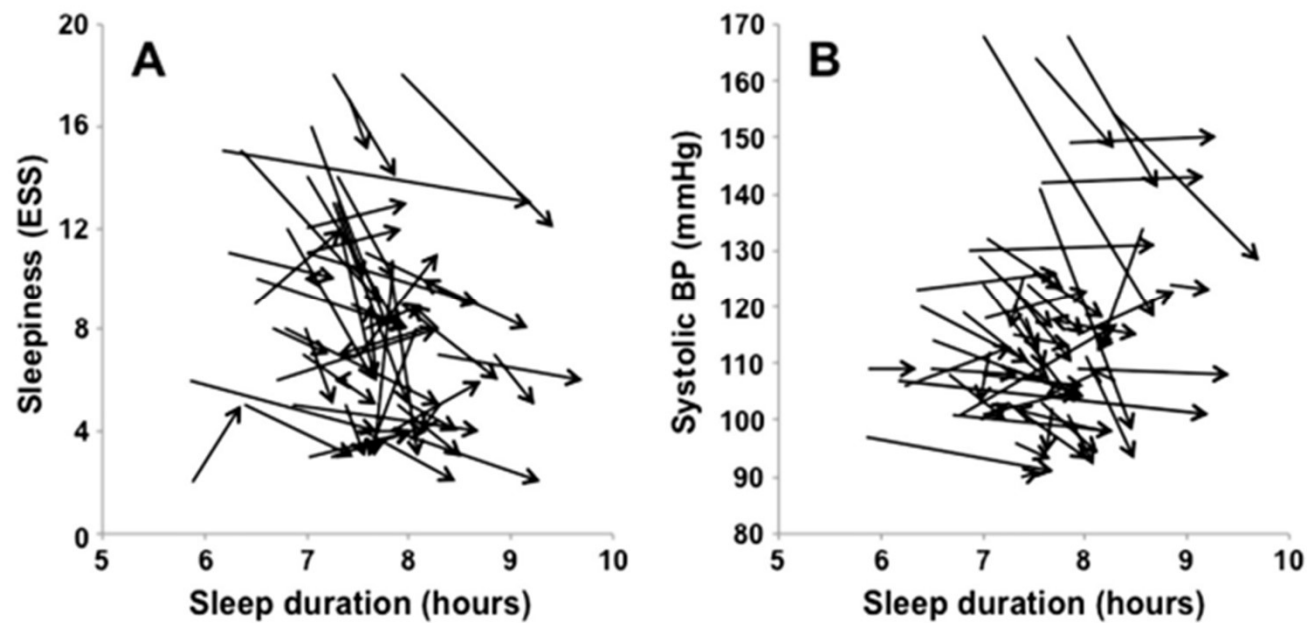 A
Sleepiness (ESS)
20
16
12
8
4
0
5 6 7 8 9 10
Sleep duration (hours)
B
Systolic BP (mmHg)
170
160
150
140
130
120
110
100
90
80
5 6 7 8 9 10
Sleep duration (hours)